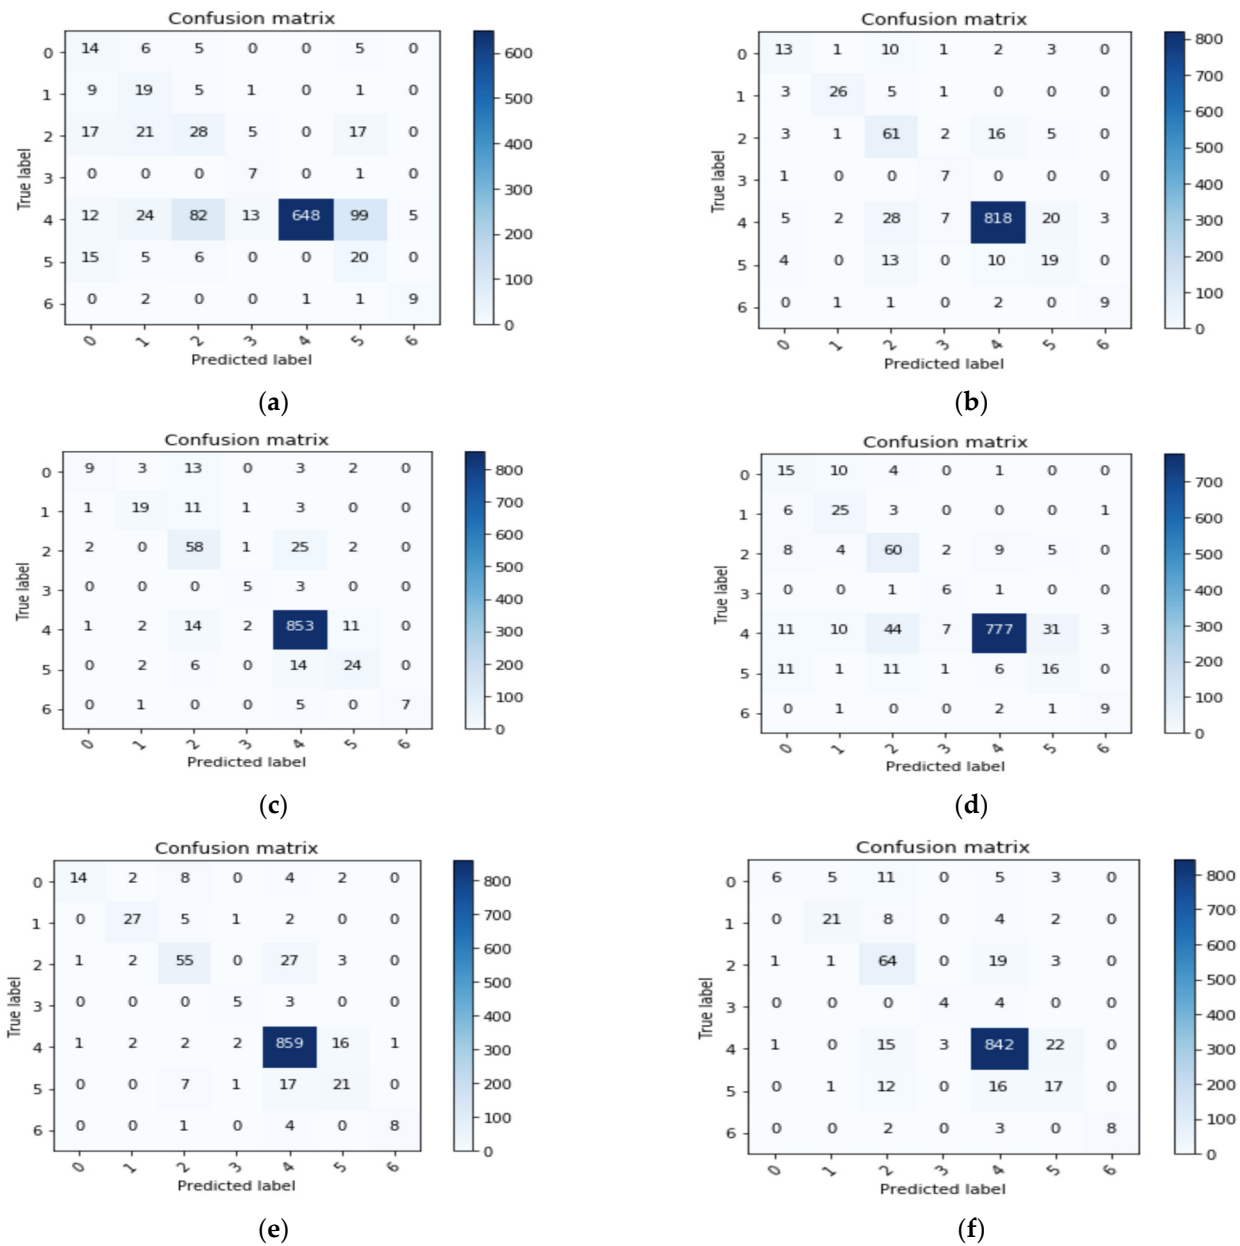 Confusion matrix
0 14 6 5 0 0 5 0
1 9 19 5 1 0 1 0
2 17 21 28 5 0 17 0
3 0 0 0 7 0 1 0
4 12 24 82 13 648 99 5
5 15 5 6 0 0 20 0
6 0 2 0 0 1 1 9
0 1 2 3 4 5 6
True label
Predicted label
600
500
400
300
200
100
0
(a)
Confusion matrix
0 13 1 10 1 2 3 0
1 3 26 5 1 0 0 0
2 3 1 61 2 16 5 0
3 1 0 0 7 0 0 0
4 5 2 28 7 818 20 3
5 4 0 13 0 10 19 0
6 0 1 1 0 2 0 9
0 1 2 3 4 5 6
True label
Predicted label
800
700
600
500
400
300
200
100
0
(b)
Confusion matrix
0 9 3 13 0 3 2 0
1 1 19 11 1 3 0 0
2 2 0 58 1 25 2 0
3 0 0 0 5 3 0 0
4 1 2 14 2 853 11 0
5 0 2 6 0 14 24 0
6 0 1 0 0 5 0 7
0 1 2 3 4 5 6
True label
Predicted label
800
700
600
500
400
300
200
100
0
(c)
Confusion matrix
0 15 10 4 0 1 0 0
1 6 25 3 0 0 0 1
2 8 4 60 2 9 5 0
3 0 0 1 6 1 0 0
4 11 10 44 7 777 31 3
5 11 1 11 1 6 16 0
6 0 1 0 0 2 1 9
0 1 2 3 4 5 6
True label
Predicted label
700
600
500
400
300
200
100
0
(d)
Confusion matrix
0 14 2 8 0 4 2 0
1 0 27 5 1 2 0 0
2 1 2 55 0 27 3 0
3 0 0 0 5 3 0 0
4 1 2 2 2 859 16 1
5 0 0 7 1 17 21 0
6 0 0 1 0 4 0 8
0 1 2 3 4 5 6
True label
Predicted label
800
700
600
500
400
300
200
100
0
(e)
Confusion matrix
0 6 5 11 0 5 3 0
1 0 21 8 0 4 2 0
2 1 1 64 0 19 3 0
3 0 0 0 4 4 0 0
4 1 0 15 3 842 22 0
5 0 1 12 0 16 17 0
6 0 0 2 0 3 0 8
0 1 2 3 4 5 6
True label
Predicted label
800
700
600
500
400
300
200
100
0
(f)